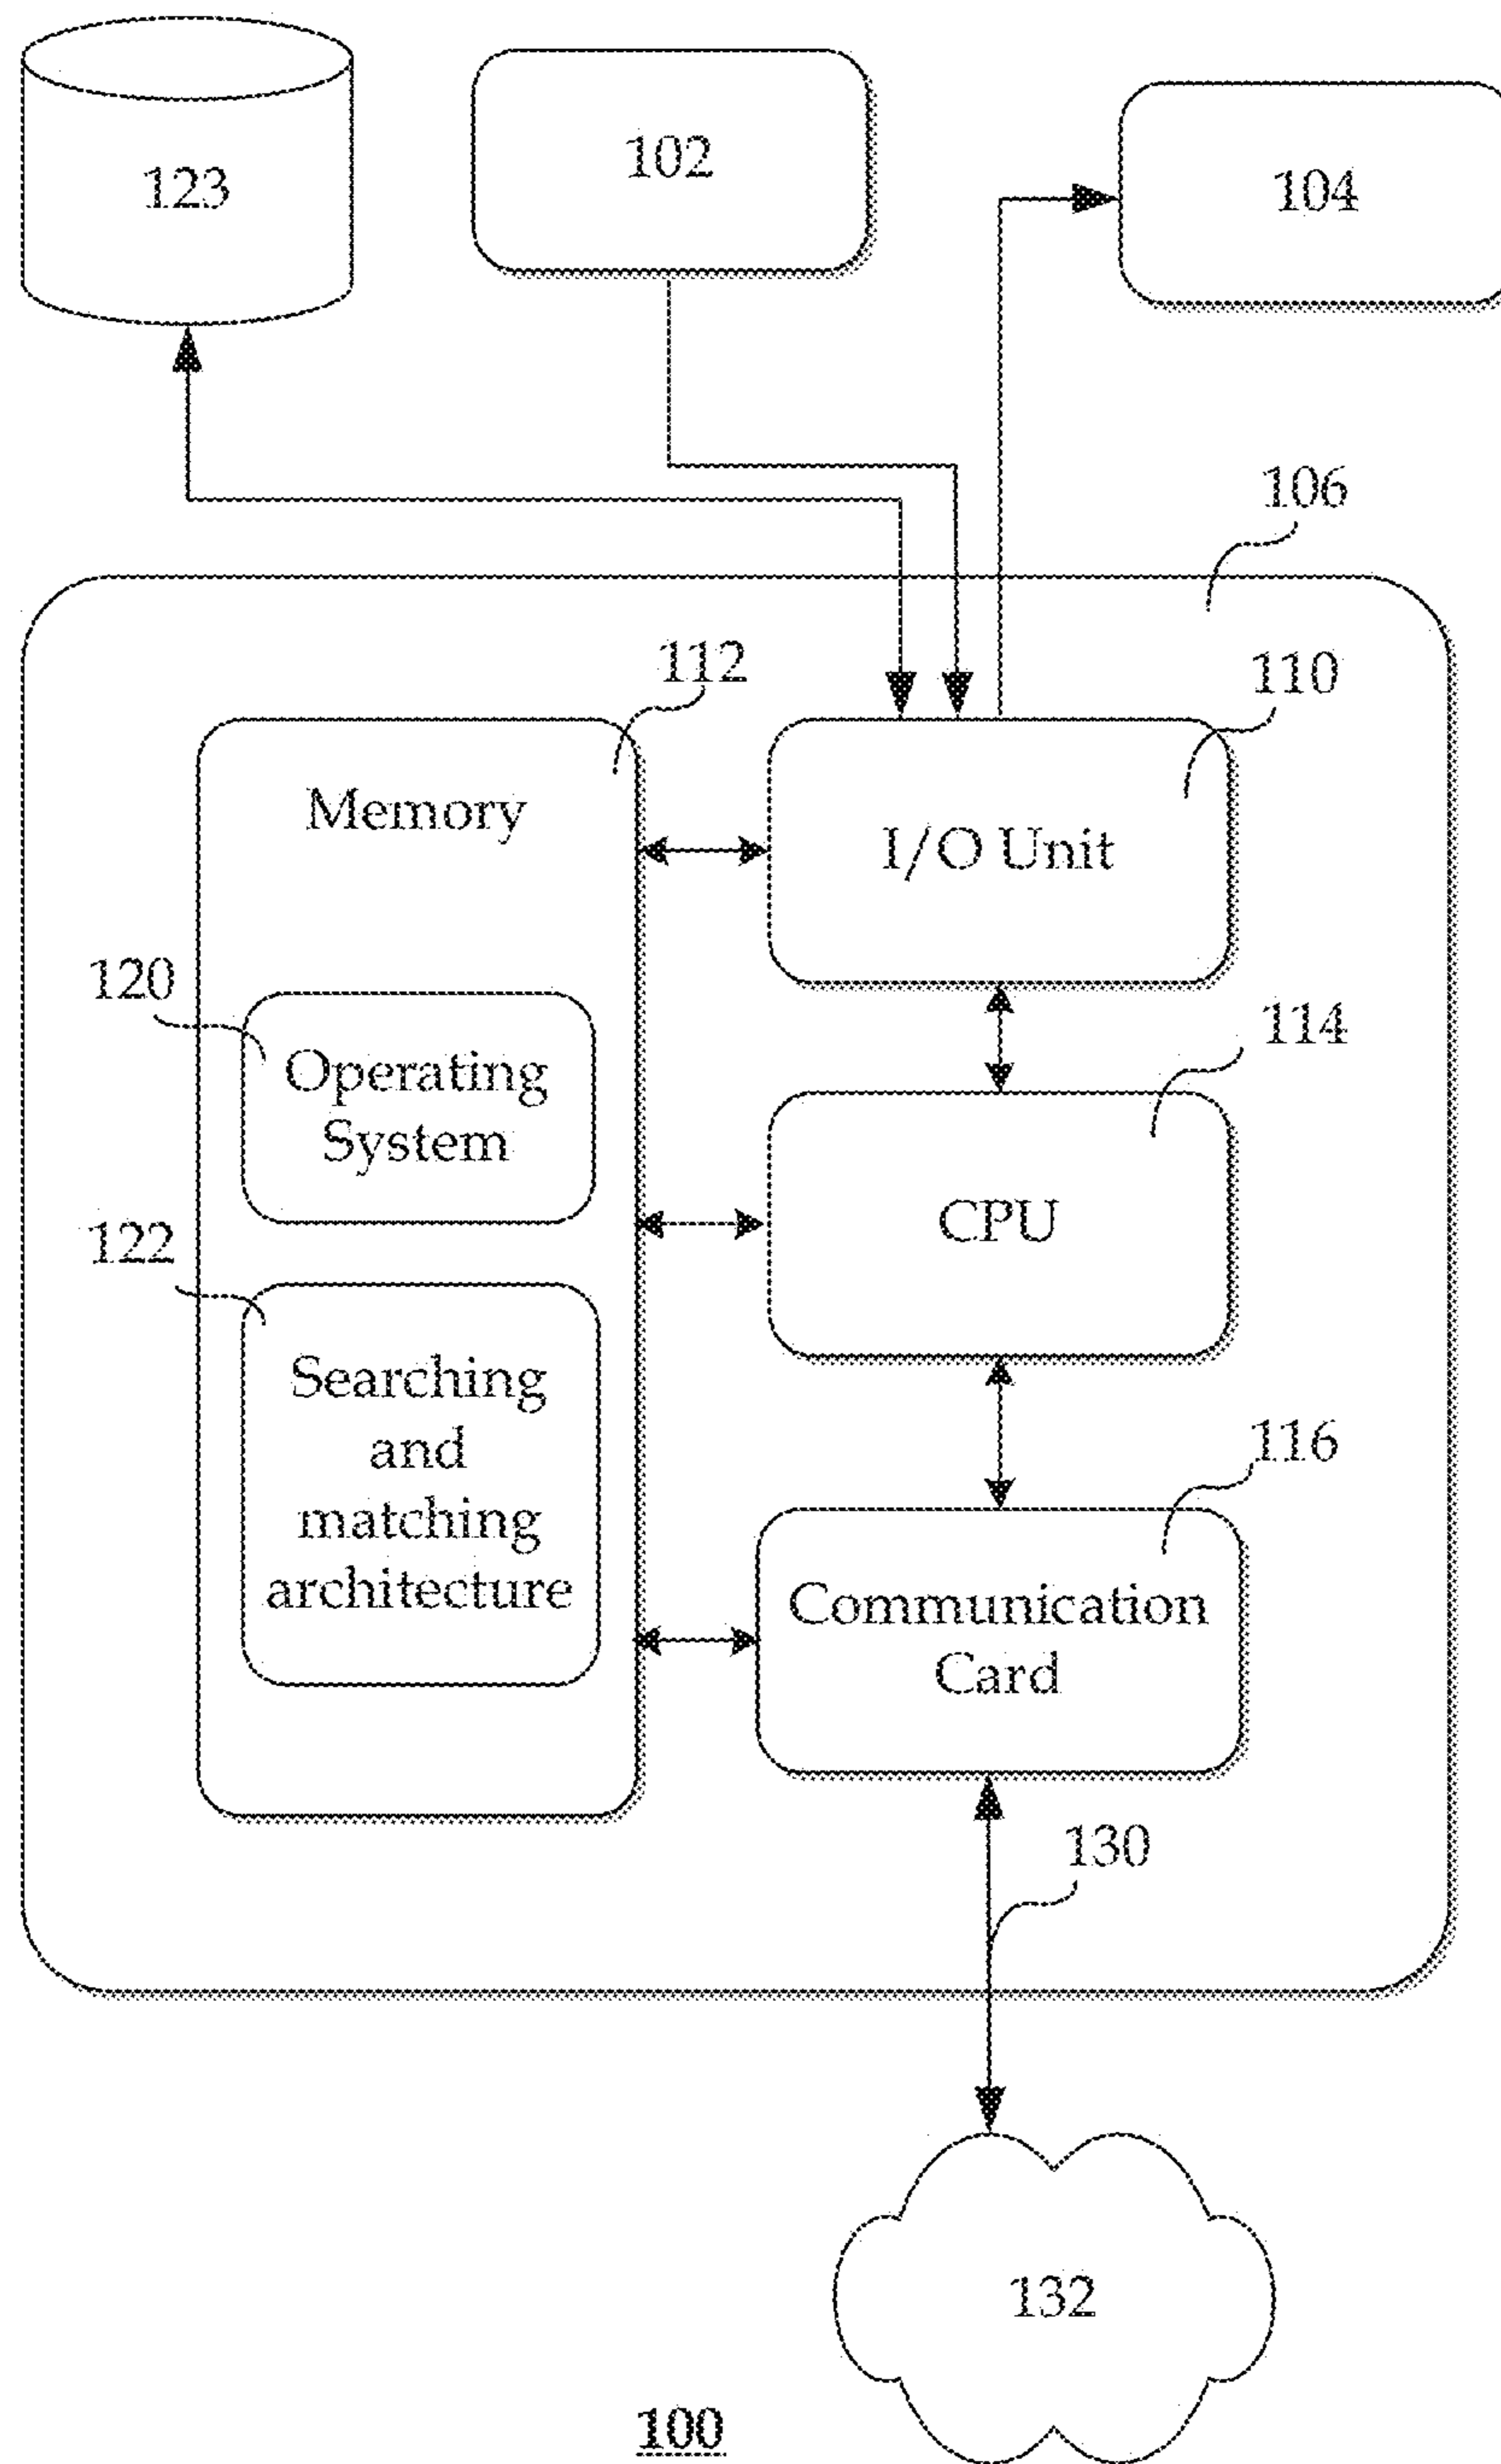 123
102
104
106
112
110
Memory
I/O Unit
120
Operating
System
114
CPU
122
Searching
and
matching
architecture
116
Communication
Card
130
132
100